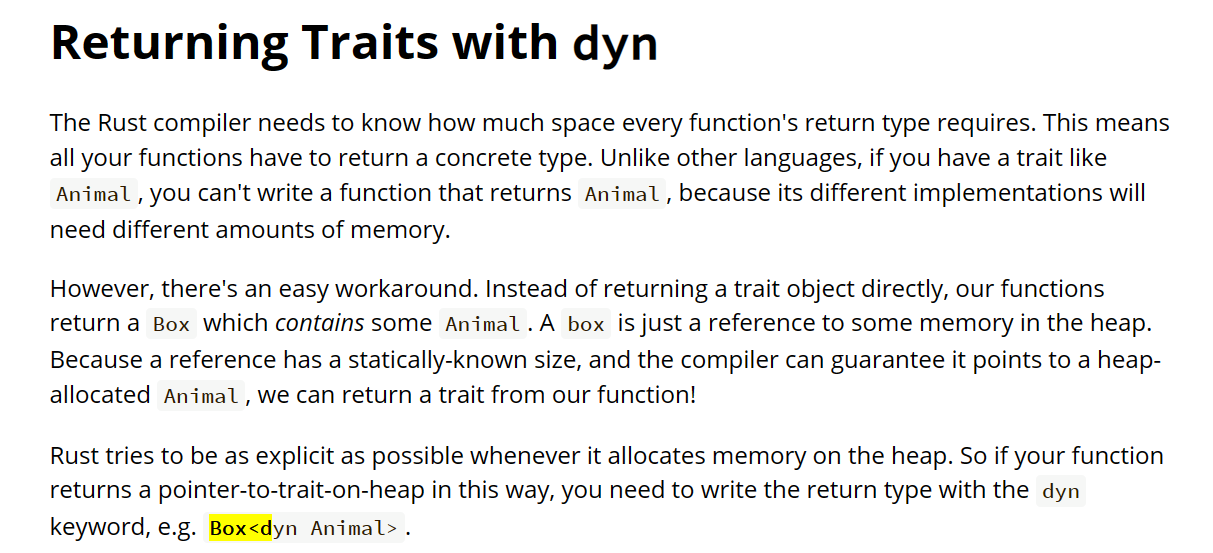 Returning Traits with dyn
The Rust compiler needs to know how much space every function's return type requires. This means
all your functions have to return a concrete type. Unlike other languages, if you have a trait like
Animal, you can't write a function that returns Animal, because its different implementations will
need different amounts of memory.
However, there's an easy workaround. Instead of returning a trait object directly, our functions
return a Box which contains some Animal. A box is just a reference to some memory in the heap.
Because a reference has a statically-known size, and the compiler can guarantee it points to a heap-
allocated Animal, we can return a trait from our function!
Rust tries to be as explicit as possible whenever it allocates memory on the heap. So if your function
returns a pointer-to-trait-on-heap in this way, you need to write the return type with the dyn
keyword, e.g. Box<dyn Animal>.